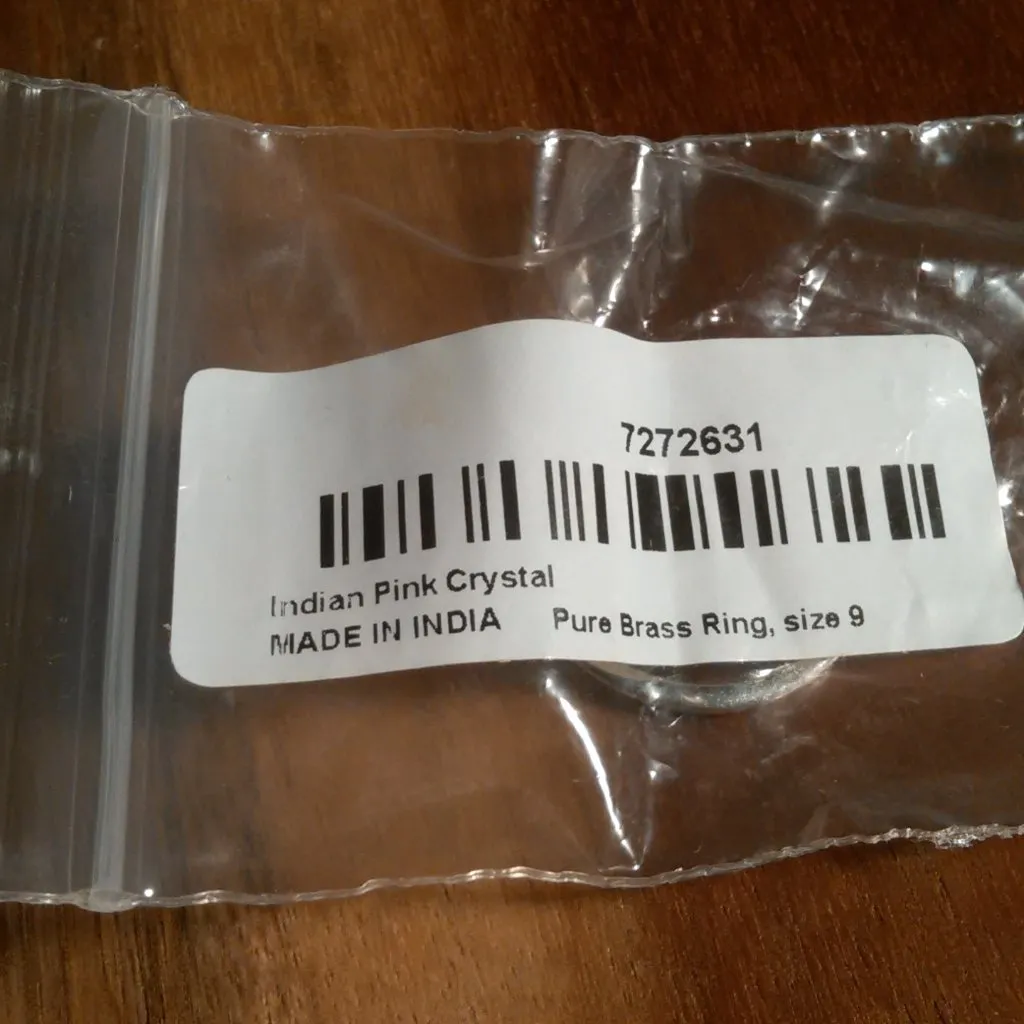 7272631
Indian Pink Crystal
MADE IN INDIA Pure Brass Ring, size 9